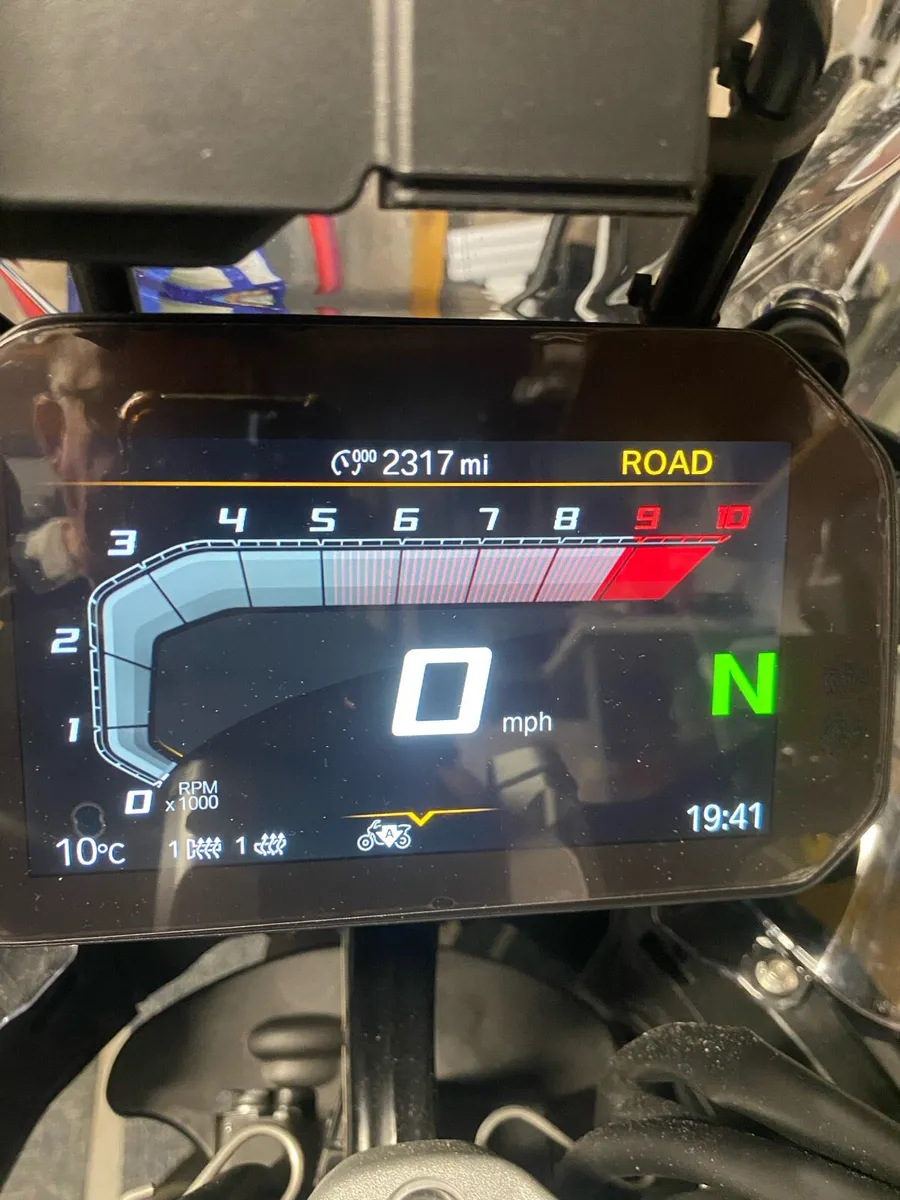 000 2317 mi ROAD
3 4 5 6 7 8 9 10
2
1
0 mph N
0 RPM
x1000
10°C 1 1 A 19:41